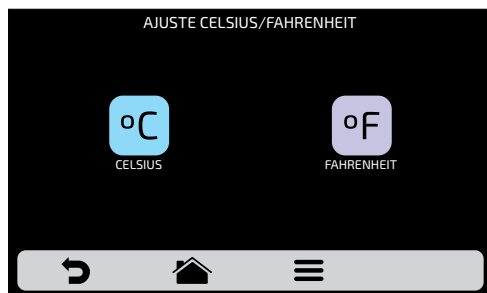 AJUSTE CELSIUS/FAHRENHEIT
ºC
ºF
CELSIUS
FAHRENHEIT